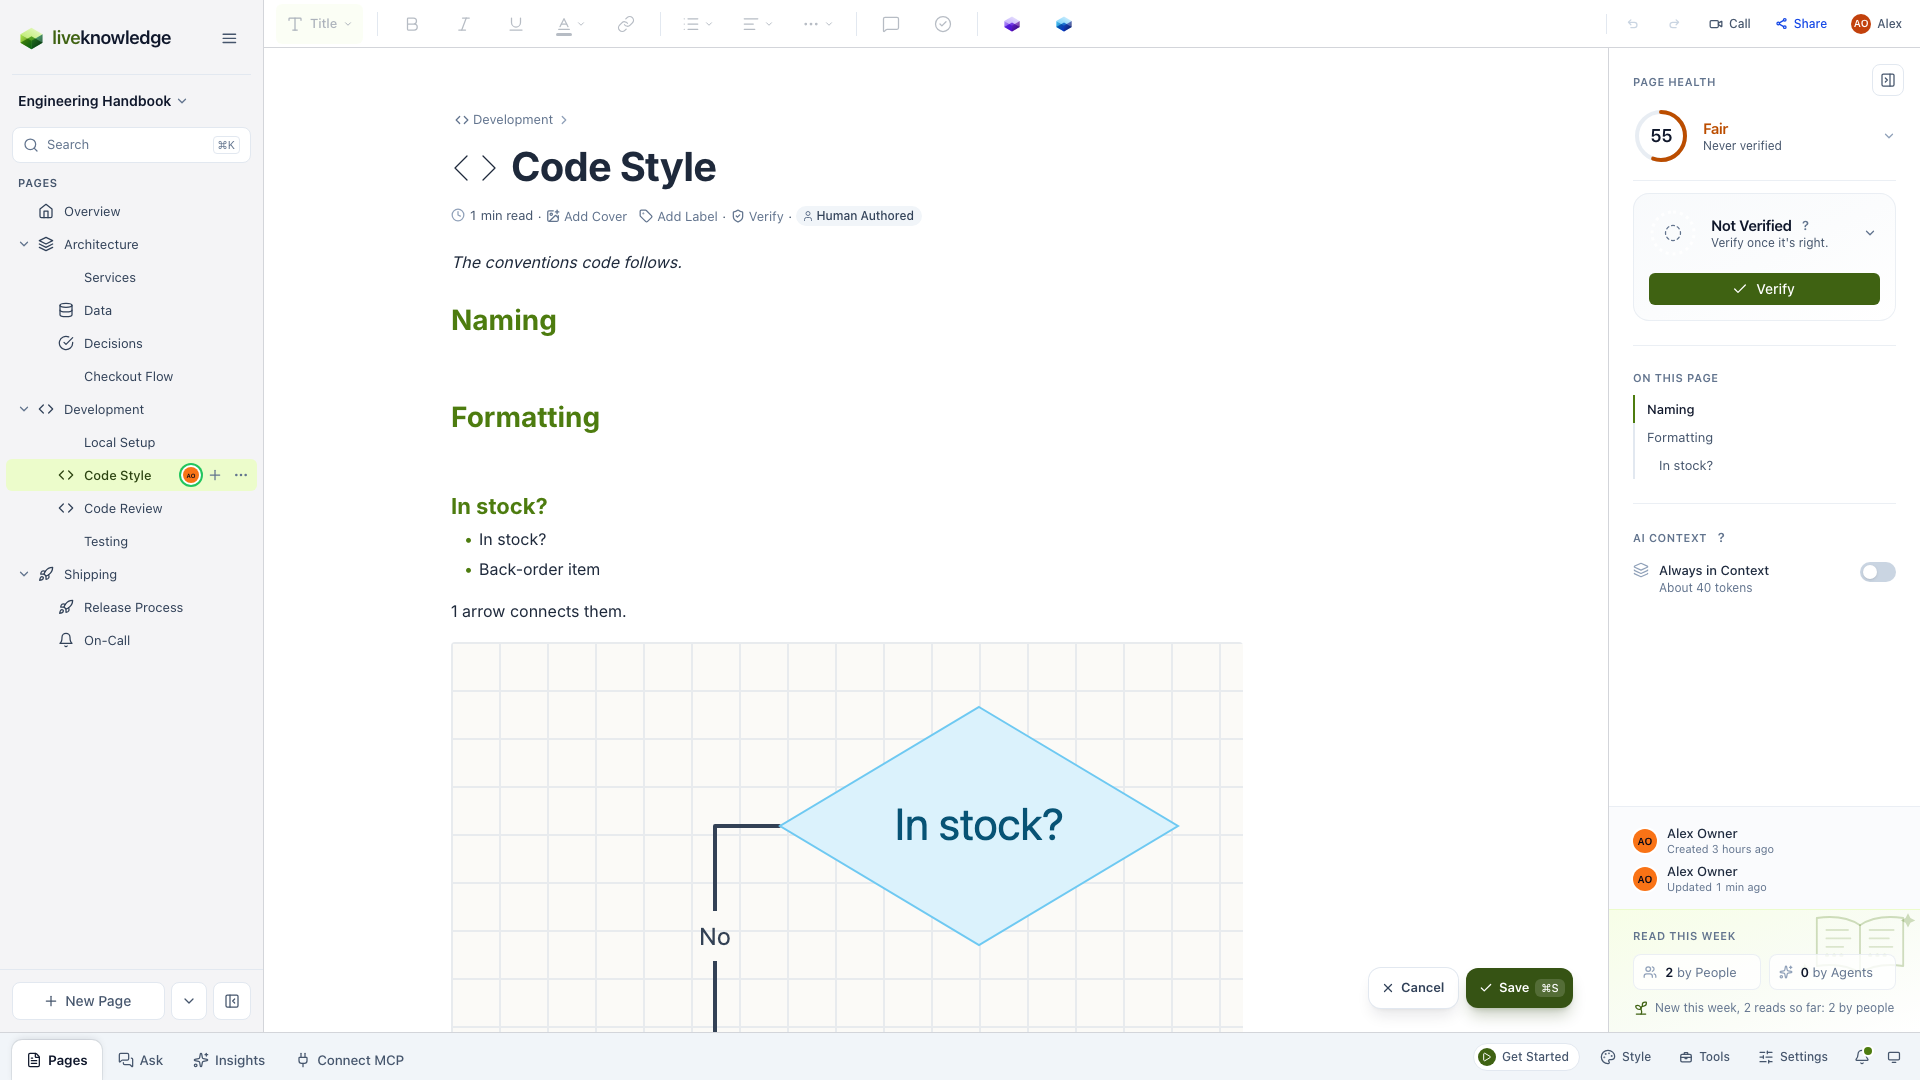 liveknowledge
Engineering Handbook
Search ⌘K
PAGES
Overview
Architecture
Services
Data
Decisions
Checkout Flow
Development
Local Setup
Code Style AO
Code Review
Testing
Shipping
Release Process
On-Call
New Page
Title B I U A
Call Share AO Alex
Development
Code Style
1 min read · Add Cover Add Label · Verify · Human Authored
The conventions code follows.
Naming
Formatting
In stock?
• In stock?
• Back-order item
1 arrow connects them.
In stock?
No
Cancel Save ⌘S
PAGE HEALTH
55
Fair
Never verified
Not Verified ?
Verify once it's right.
Verify
ON THIS PAGE
Naming
Formatting
In stock?
AI CONTEXT ?
Always in Context
About 40 tokens
AO Alex Owner
Created 3 hours ago
AO Alex Owner
Updated 1 min ago
READ THIS WEEK
2 by People 0 by Agents
New this week, 2 reads so far: 2 by people
Pages Ask Insights Connect MCP
Get Started Style Tools Settings